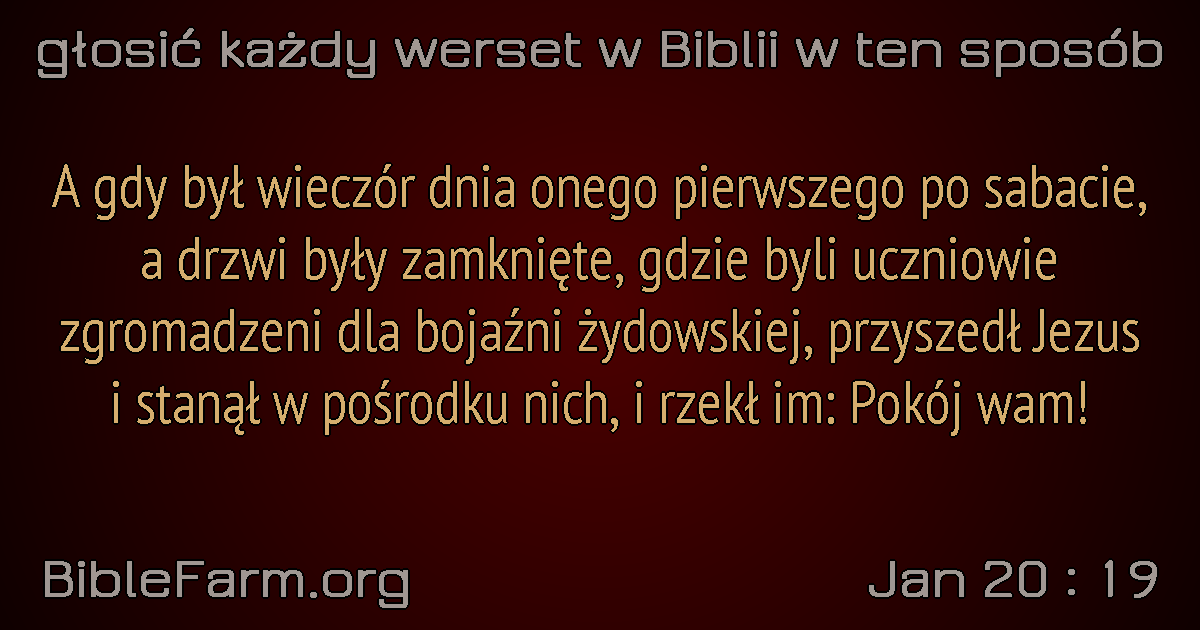 głosić każdy werset w Biblii w ten sposób
A gdy był wieczór dnia onego pierwszego po sabacie,
a drzwi były zamknięte, gdzie byli uczniowie
zgromadzeni dla bojaźni żydowskiej, przyszedł Jezus
i stanął w pośrodku nich, i rzekł im: Pokój wam!
BibleFarm.org
Jan 20 : 19